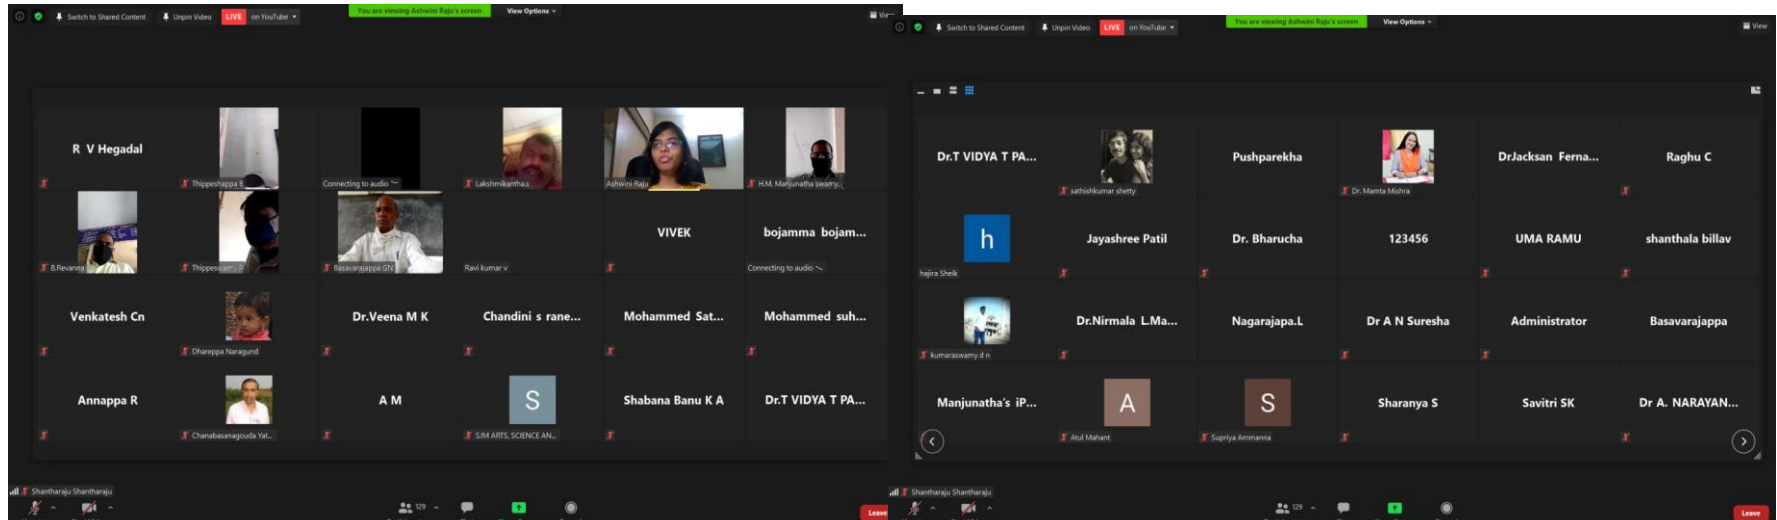 Switch to Shared Content Unpin Video LIVE on YouTube You are viewing Ashwini Raju's screen View Options
R V Hegadal
Thippeshappa B
Connecting to audio
Lakshmikantha.s
Ashwini Raju
H.M. Manjunatha swamy.
B.Revanna
Thippeswamy R
Basavarajappa GN
Ravi kumar v
VIVEK
bojamma bojam...
Connecting to audio
Venkatesh Cn
Dhareppa Naragund
Dr.Veena M K
Chandini s rane...
Mohammed Sat...
Mohammed suh...
Annappa R
Chanabasanagouda Yat...
A M
S
SJM ARTS, SCIENCE AN...
Shabana Banu K A
Dr.T VIDYA T PA...
Shantharaju Shantharaju
129
Leave
Switch to Shared Content Unpin Video LIVE on YouTube You are viewing Ashwini Raju's screen View Options View
Dr.T VIDYA T PA...
sathishkumar shetty
Pushparekha
Dr. Mamta Mishra
DrJacksan Ferna...
Raghu C
h
hajira Sheik
Jayashree Patil
Dr. Bharucha
123456
UMA RAMU
shanthala billav
kumaraswamy d n
Dr.Nirmala L.Ma...
Nagarajapa.L
Dr A N Suresha
Administrator
Basavarajappa
Manjunatha's iP...
A
Atul Mahant
S
Supriya Ammanna
Sharanya S
Savitri SK
Dr A. NARAYAN...
Shantharaju Shantharaju
129
Leave